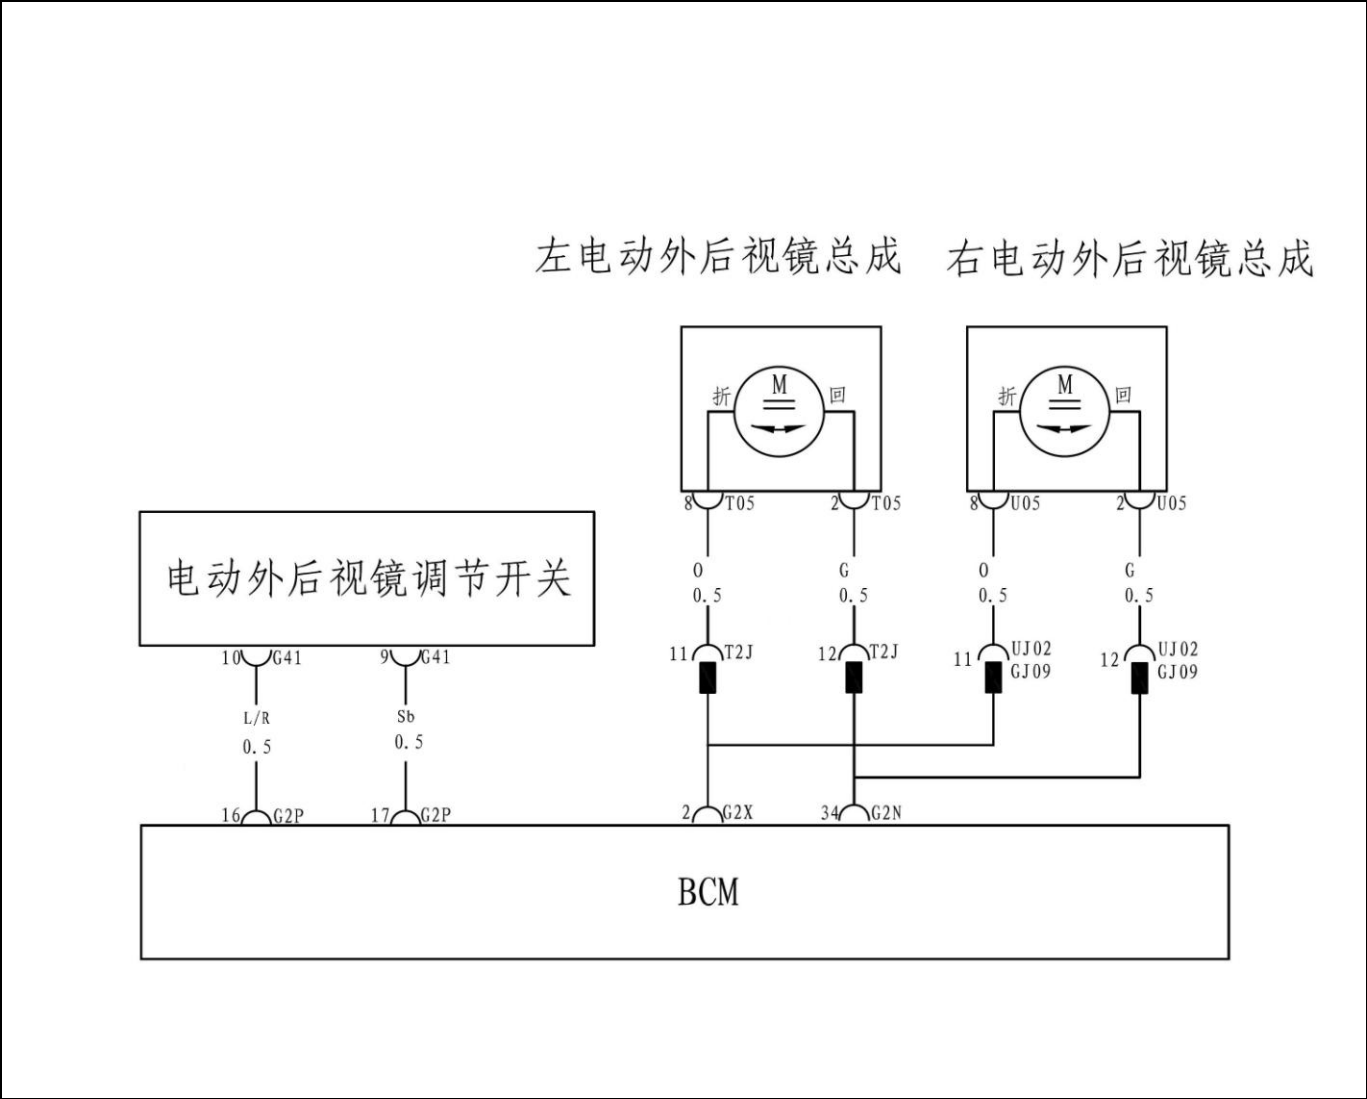 左电动外后视镜总成 右电动外后视镜总成
折 M 回 折 M 回
8 T05 2 T05 8 U05 2 U05
电动外后视镜调节开关
O G O G
0.5 0.5 0.5 0.5
10 G41 9 G41
11 T2J 12 T2J 11 UJ02 12 UJ02
GJ09 GJ09
L/R Sb
0.5 0.5
16 G2P 17 G2P 2 G2X 34 G2N
BCM